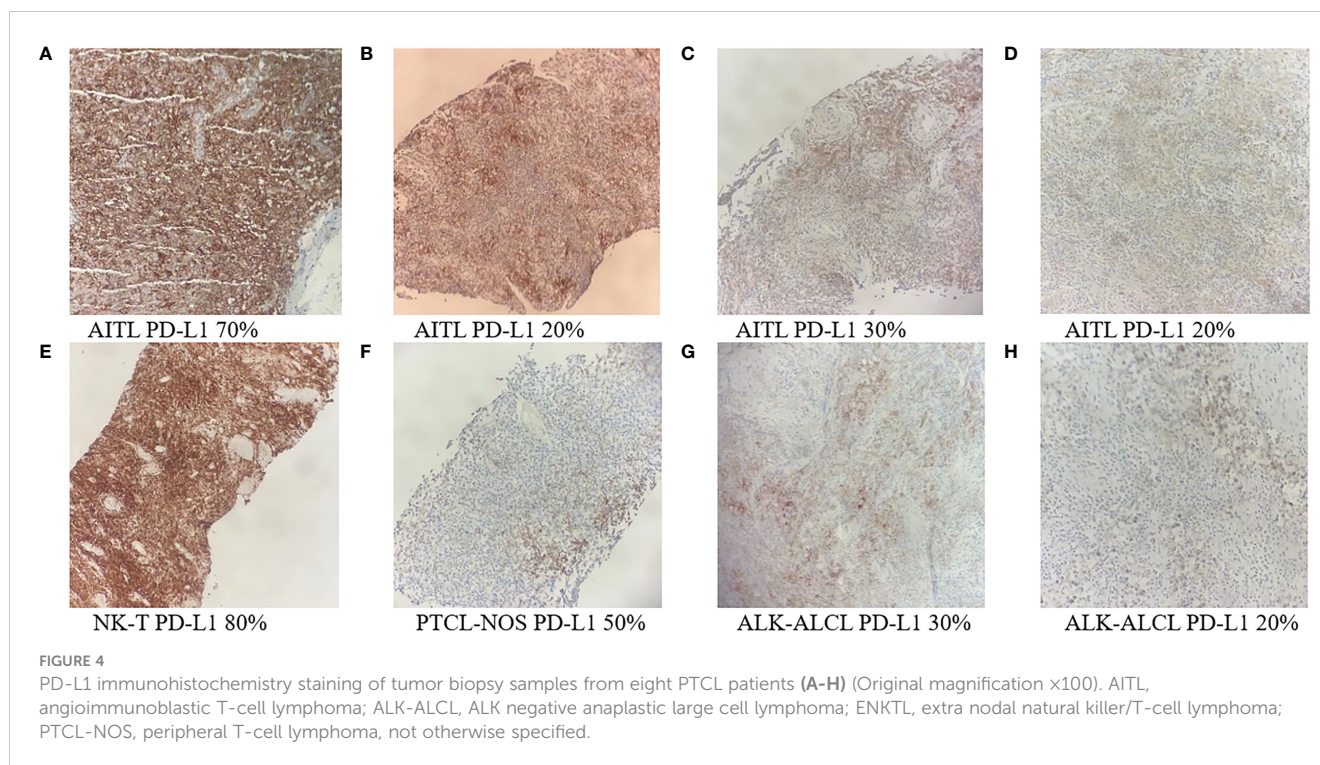 A B C D
AITL PD-L1 70% AITL PD-L1 20% AITL PD-L1 30% AITL PD-L1 20%
E F G H
NK-T PD-L1 80% PTCL-NOS PD-L1 50% ALK-ALCL PD-L1 30% ALK-ALCL PD-L1 20%
FIGURE 4
PD-L1 immunohistochemistry staining of tumor biopsy samples from eight PTCL patients (A-H) (Original magnification ×100). AITL,
angioimmunoblastic T-cell lymphoma; ALK-ALCL, ALK negative anaplastic large cell lymphoma; ENKTL, extra nodal natural killer/T-cell lymphoma;
PTCL-NOS, peripheral T-cell lymphoma, not otherwise specified.